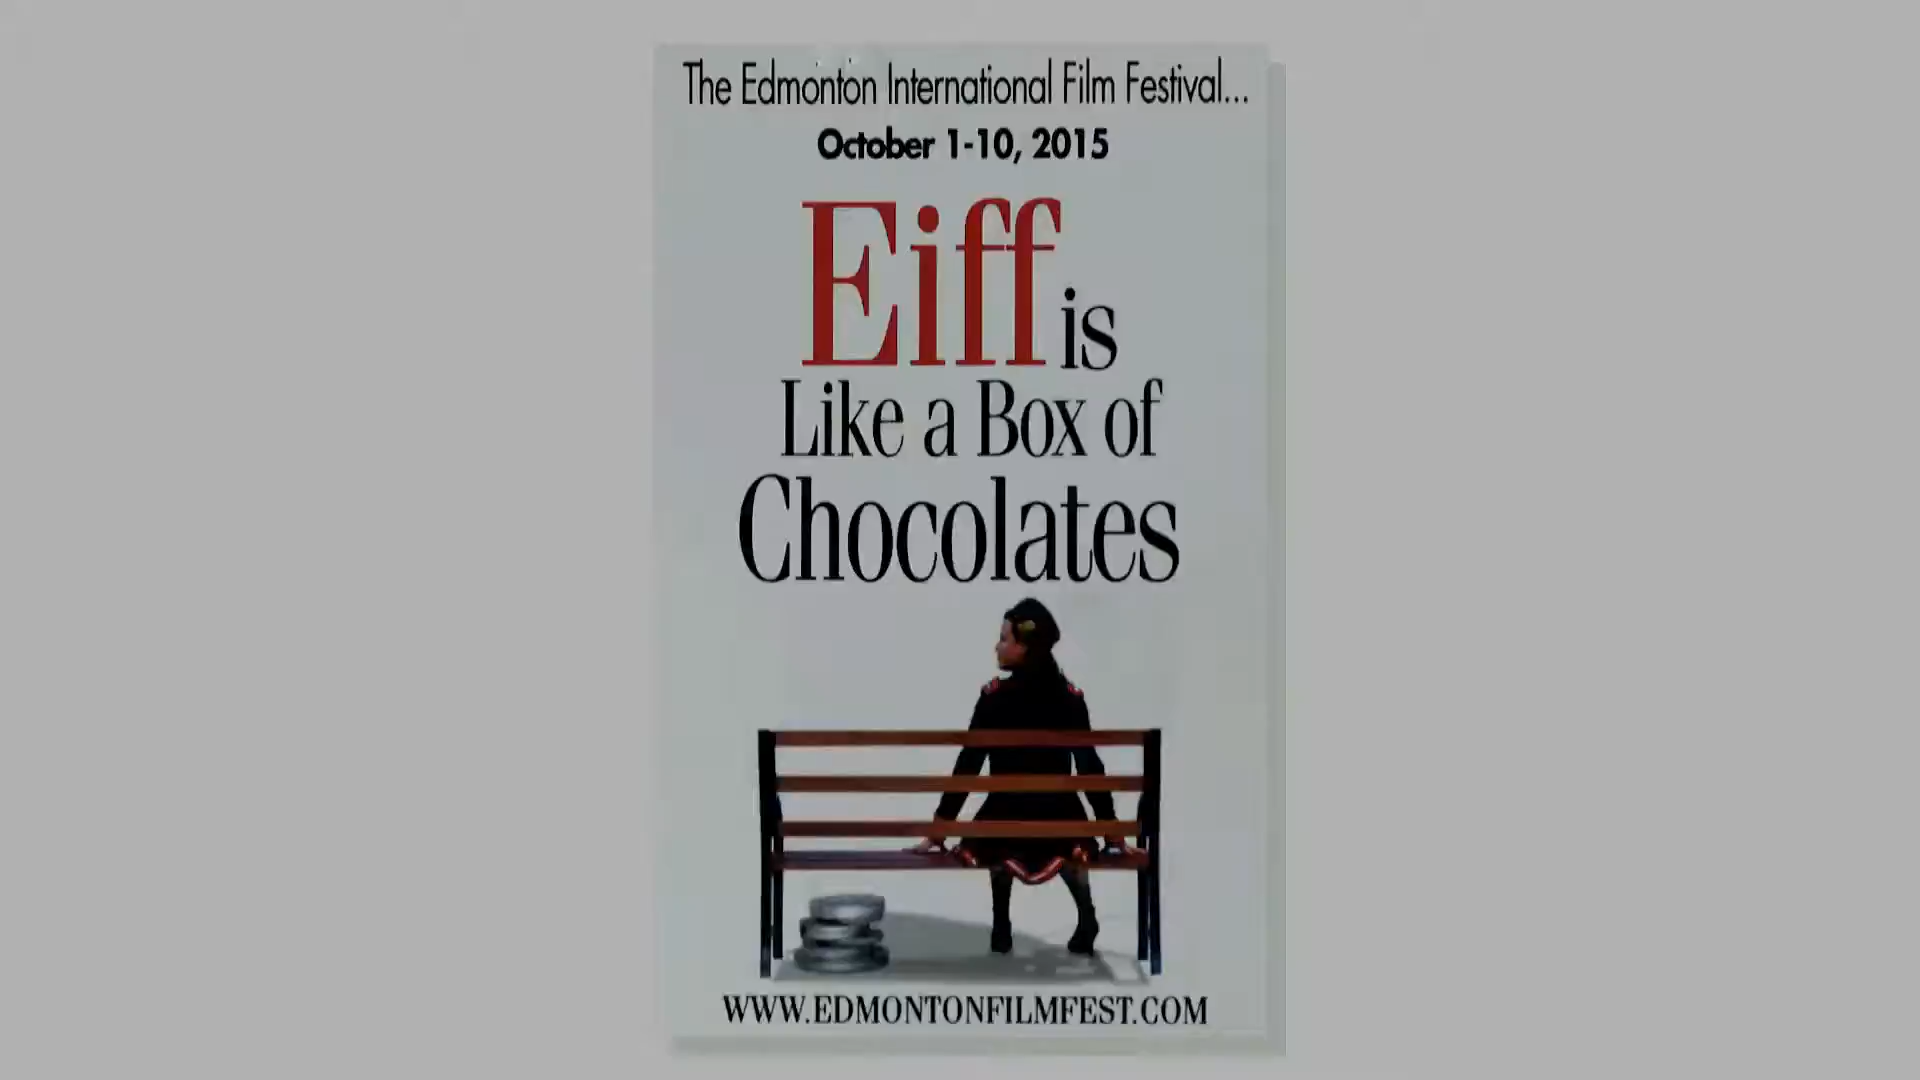 The Edmonton International Film Festival...
October 1-10, 2015
Eiff is
Like a Box of
Chocolates
WWW.EDMONTONFILMFEST.COM